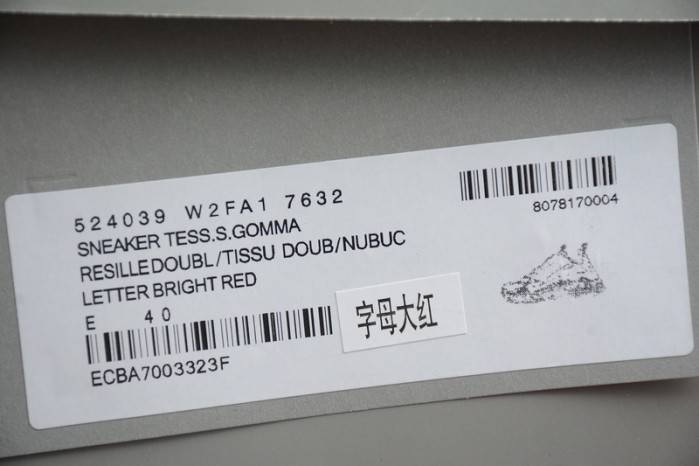 524039 W2FA1 7632
SNEAKER TESS.S.GOMMA
RESILLEDOUBL/TISSU DOUB/NUBUC
LETTER BRIGHT RED
E 40
ECBA7003323F
字母大红
8078170004